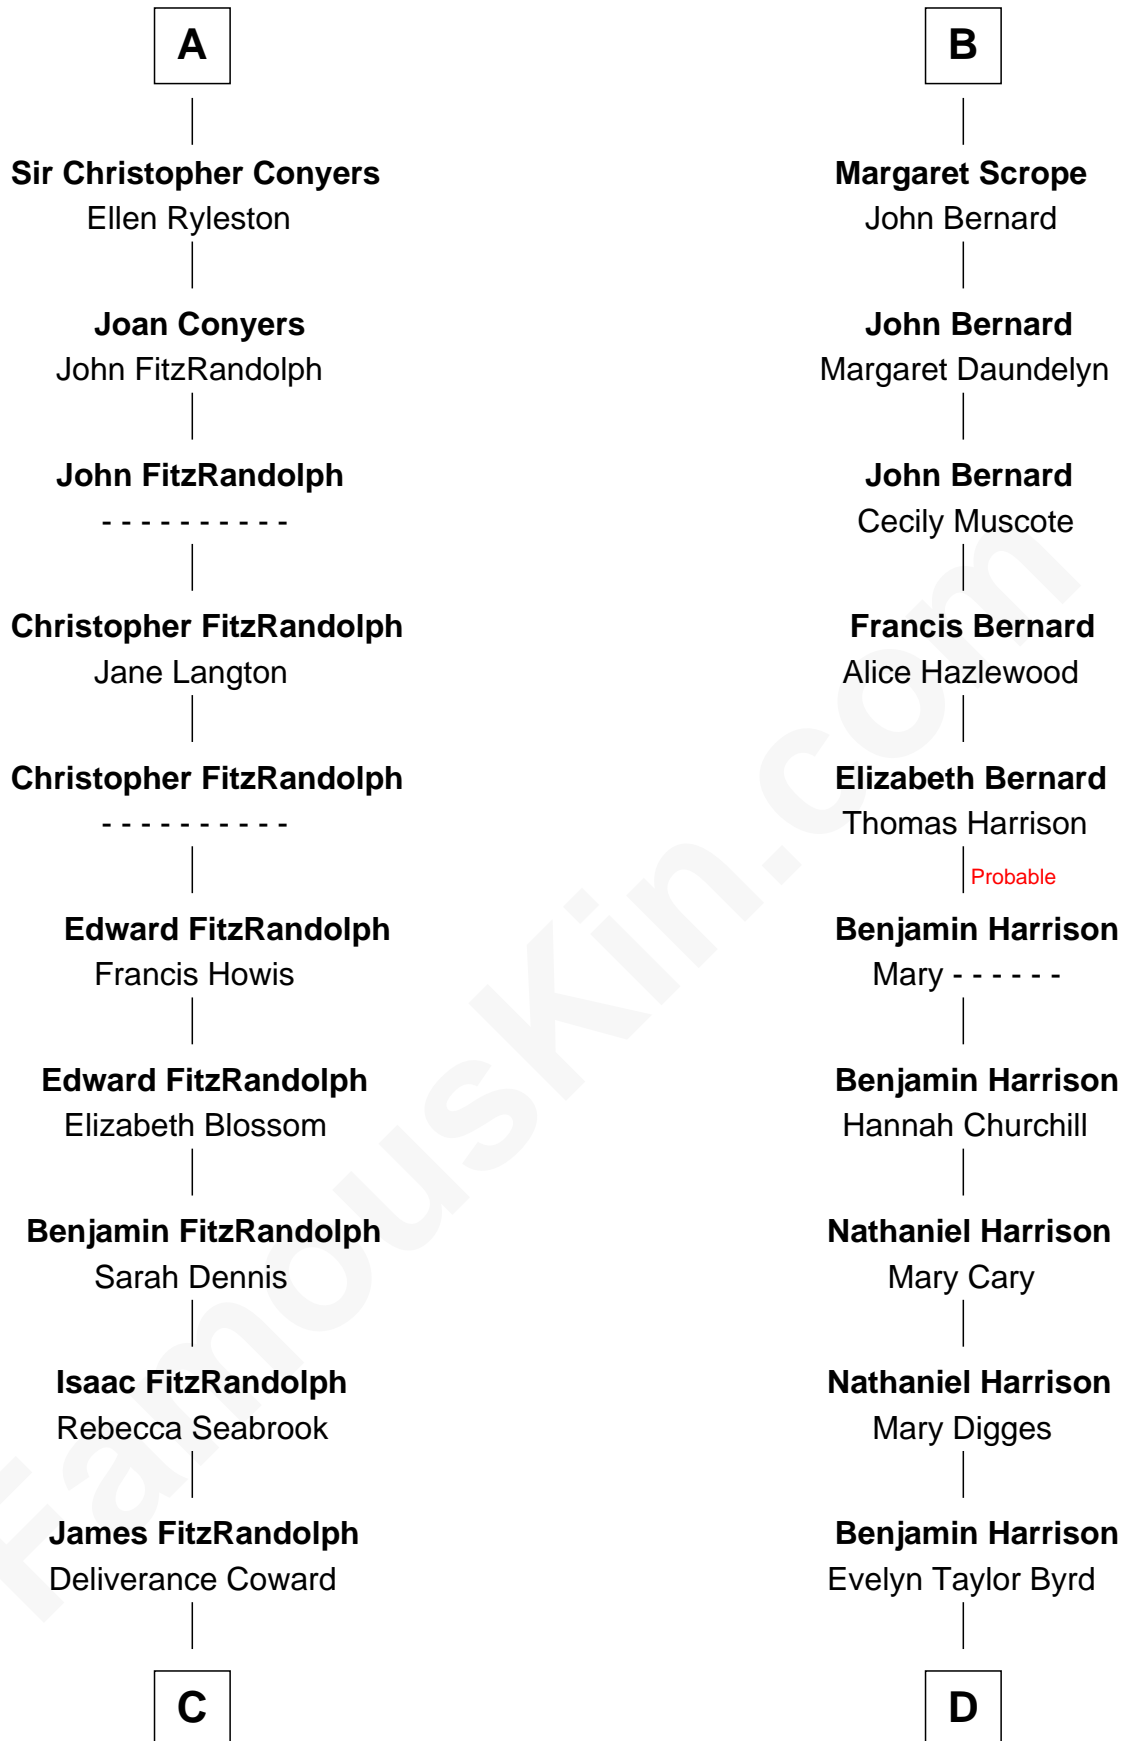 A
Sir Christopher Conyers
Ellen Ryleston
Joan Conyers
John FitzRandolph
John FitzRandolph
- - - - - - - - - -
Christopher FitzRandolph
Jane Langton
Christopher FitzRandolph
- - - - - - - - - -
Edward FitzRandolph
Francis Howis
Edward FitzRandolph
Elizabeth Blossom
Benjamin FitzRandolph
Sarah Dennis
Isaac FitzRandolph
Rebecca Seabrook
James FitzRandolph
Deliverance Coward
C
B
Margaret Scrope
John Bernard
John Bernard
Margaret Daundelyn
John Bernard
Cecily Muscote
Francis Bernard
Alice Hazlewood
Elizabeth Bernard
Thomas Harrison
Probable
Benjamin Harrison
Mary - - - - - -
Benjamin Harrison
Hannah Churchill
Nathaniel Harrison
Mary Cary
Nathaniel Harrison
Mary Digges
Benjamin Harrison
Evelyn Taylor Byrd
D
FamousKin.com